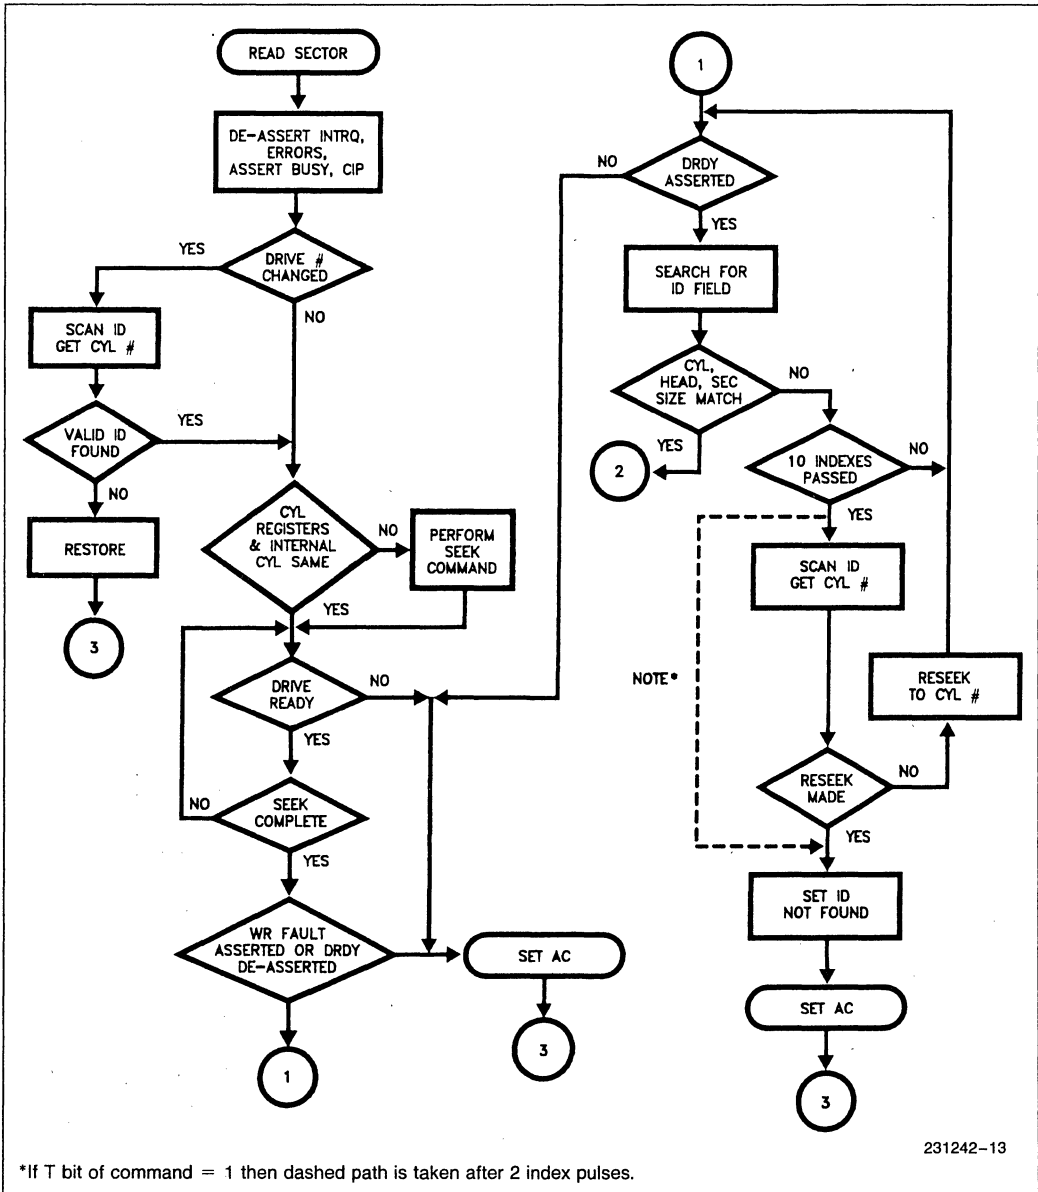 READ SECTOR
DE-ASSERT INTRQ,
ERRORS,
ASSERT BUSY, CIP
DRIVE #
CHANGED
YES
NO
SCAN ID
GET CYL #
VALID ID
FOUND
YES
NO
RESTORE
3
CYL
REGISTERS
& INTERNAL
CYL SAME
NO
PERFORM
SEEK
COMMAND
YES
DRIVE
READY
NO
YES
SEEK
COMPLETE
NO
YES
WR FAULT
ASSERTED OR DRDY
DE-ASSERTED
SET AC
3
1
1
DRDY
ASSERTED
NO
YES
SEARCH FOR
ID FIELD
CYL,
HEAD, SEC
SIZE MATCH
NO
YES
2
10 INDEXES
PASSED
NO
YES
SCAN ID
GET CYL #
NOTE*
RESEEK
TO CYL #
RESEEK
MADE
NO
YES
SET ID
NOT FOUND
SET AC
3
231242-13
*If T bit of command = 1 then dashed path is taken after 2 index pulses.